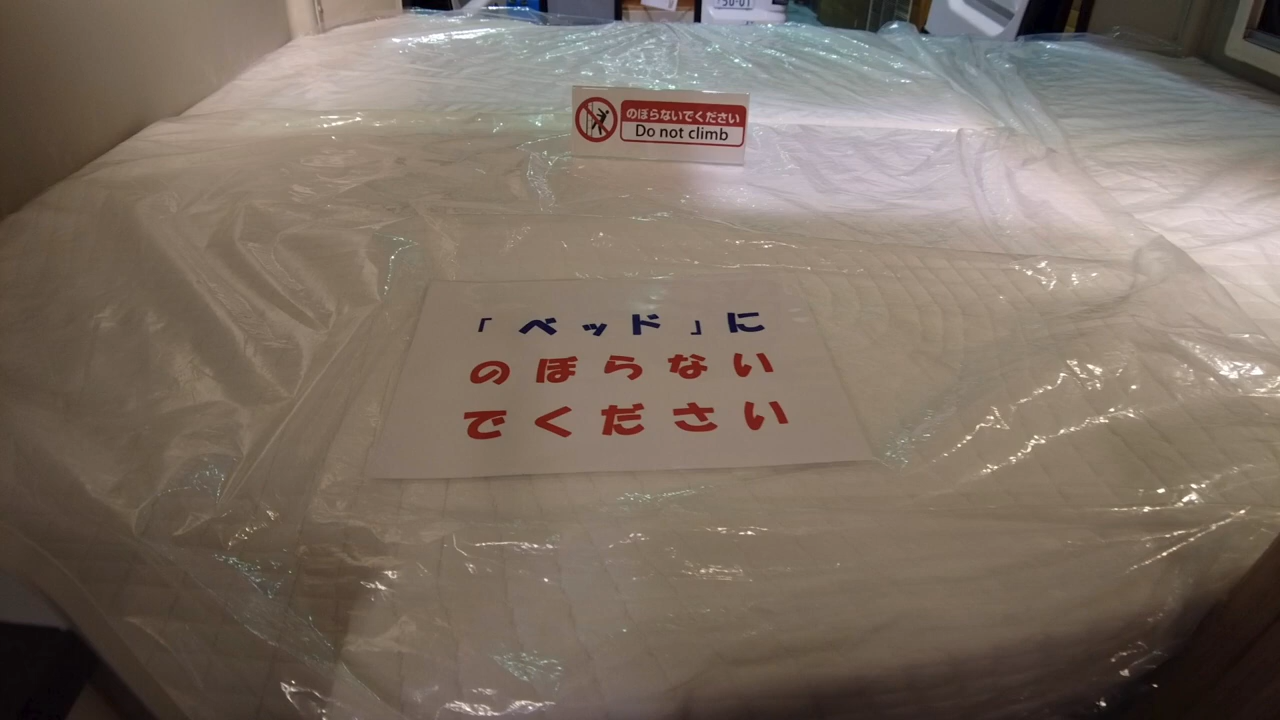 のぼらないでください
Do not climb
「ベッド」に
のぼらない
でください